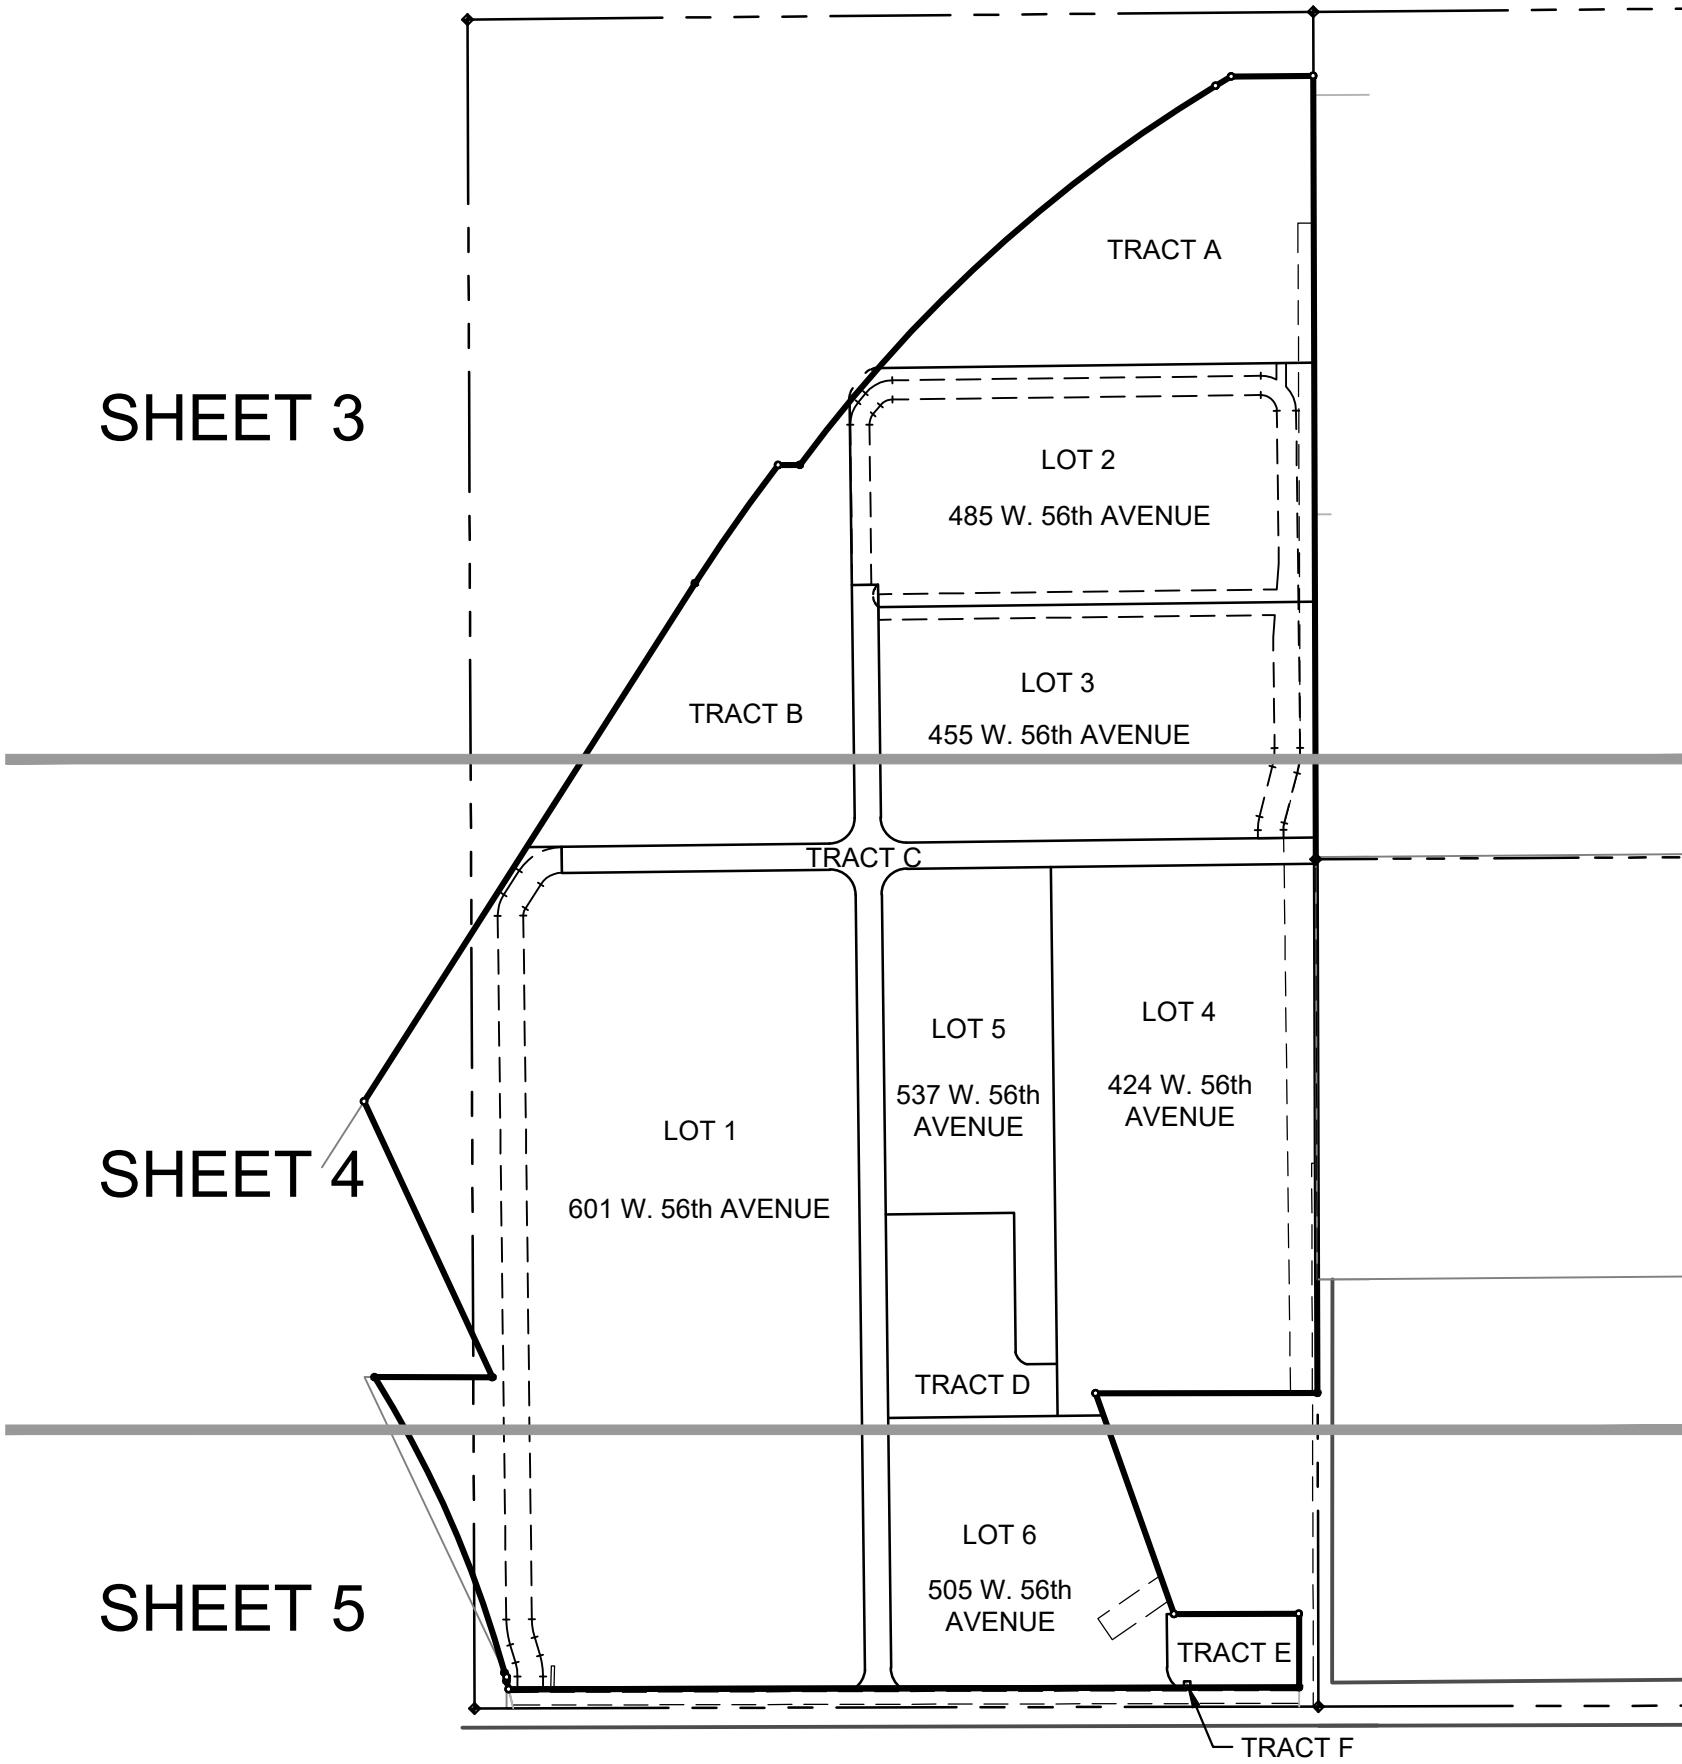 TRACT A
SHEET 3
LOT 2
485 W. 56th AVENUE
LOT 3
TRACT B
455 W. 56th AVENUE
TRACT C
LOT 4
LOT 5
537 W. 56th
AVENUE
424 W. 56th
AVENUE
LOT 1
SHEET 4
601 W. 56th AVENUE
TRACT D
LOT 6
505 W. 56th
AVENUE
SHEET 5
TRACT E
TRACT F